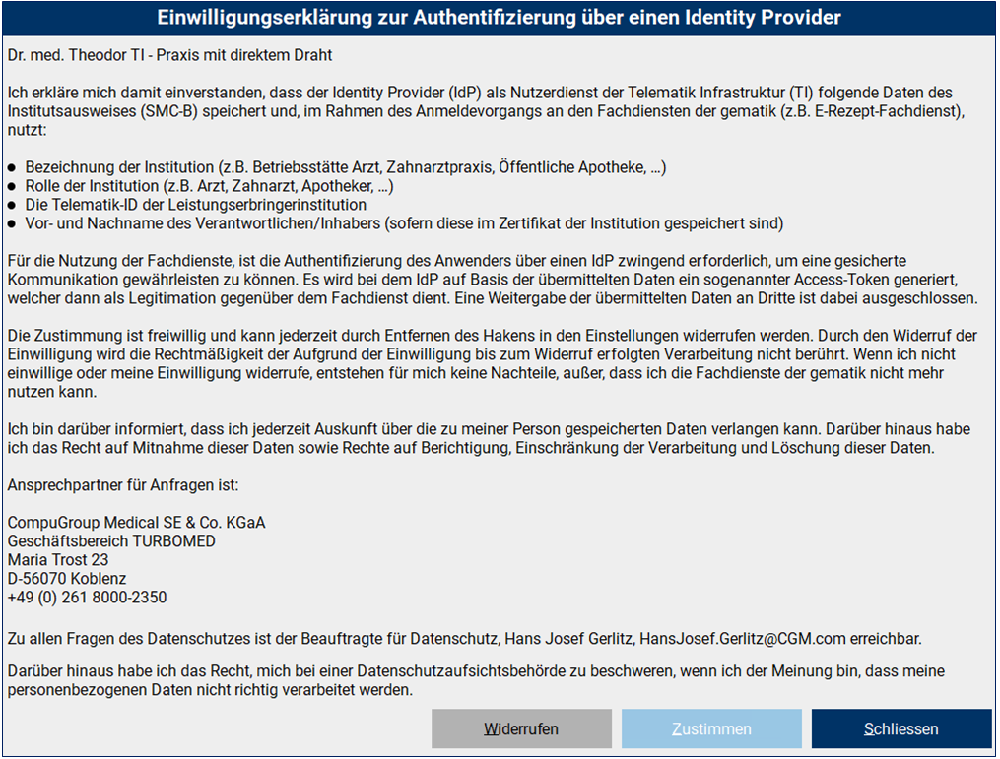 Einwilligungserklärung zur Authentifizierung über einen Identity Provider
Dr. med. Theodor TI - Praxis mit direktem Draht
Ich erkläre mich damit einverstanden, dass der Identity Provider (IdP) als Nutzerdienst der Telematik Infrastruktur (TI) folgende Daten des
Institutsausweises (SMC-B) speichert und, im Rahmen des Anmeldevorgangs an den Fachdiensten der gematik (z.B. E-Rezept-Fachdienst),
nutzt:
● Bezeichnung der Institution (z.B. Betriebsstätte Arzt, Zahnarztpraxis, Öffentliche Apotheke, ...)
● Rolle der Institution (z.B. Arzt, Zahnarzt, Apotheker, ...)
● Die Telematik-ID der Leistungserbringerinstitution
● Vor- und Nachname des Verantwortlichen/Inhabers (sofern diese im Zertifikat der Institution gespeichert sind)
Für die Nutzung der Fachdienste, ist die Authentifizierung des Anwenders über einen IdP zwingend erforderlich, um eine gesicherte
Kommunikation gewährleisten zu können. Es wird bei dem IdP auf Basis der übermittelten Daten ein sogenannter Access-Token generiert,
welcher dann als Legitimation gegenüber dem Fachdienst dient. Eine Weitergabe der übermittelten Daten an Dritte ist dabei ausgeschlossen.
Die Zustimmung ist freiwillig und kann jederzeit durch Entfernen des Hakens in den Einstellungen widerrufen werden. Durch den Widerruf der
Einwilligung wird die Rechtmäßigkeit der Aufgrund der Einwilligung bis zum Widerruf erfolgten Verarbeitung nicht berührt. Wenn ich nicht
einwillige oder meine Einwilligung widerrufe, entstehen für mich keine Nachteile, außer, dass ich die Fachdienste der gematik nicht mehr
nutzen kann.
Ich bin darüber informiert, dass ich jederzeit Auskunft über die zu meiner Person gespeicherten Daten verlangen kann. Darüber hinaus habe
ich das Recht auf Mitnahme dieser Daten sowie Rechte auf Berichtigung, Einschränkung der Verarbeitung und Löschung dieser Daten.
Ansprechpartner für Anfragen ist:
CompuGroup Medical SE & Co. KGaA
Geschäftsbereich TURBOMED
Maria Trost 23
D-56070 Koblenz
+49 (0) 261 8000-2350
Zu allen Fragen des Datenschutzes ist der Beauftragte für Datenschutz, Hans Josef Gerlitz, HansJosef.Gerlitz@CGM.com erreichbar.
Darüber hinaus habe ich das Recht, mich bei einer Datenschutzaufsichtsbehörde zu beschweren, wenn ich der Meinung bin, dass meine
personenbezogenen Daten nicht richtig verarbeitet werden.
Widerrufen Zustimmen Schliessen